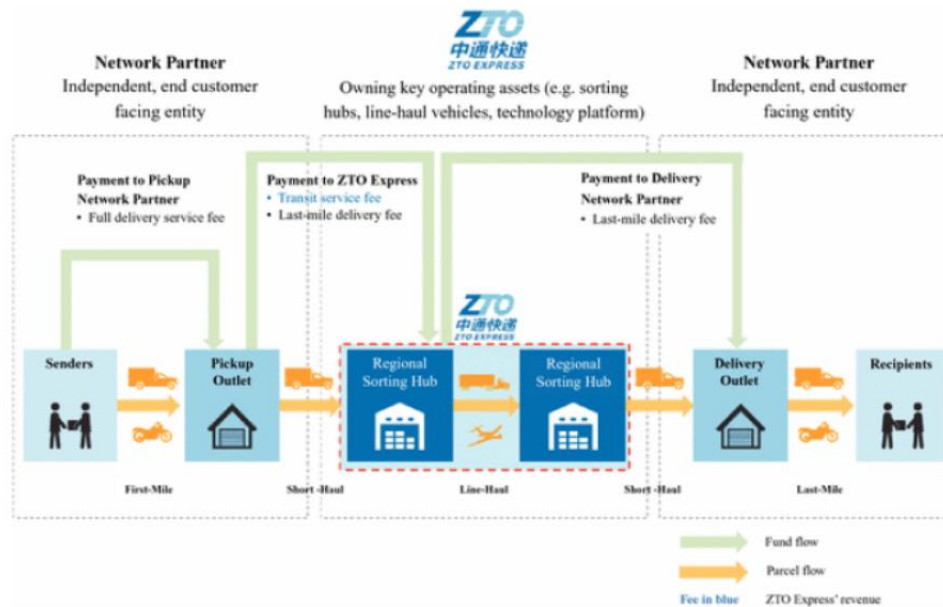 ZTO
中通快递
ZTO EXPRESS
Network Partner
Independent, end customer
facing entity
Owning key operating assets (e.g. sorting
hubs, line-haul vehicles, technology platform)
Network Partner
Independent, end customer
facing entity
Payment to Pickup
Network Partner
• Full delivery service fee
Payment to ZTO Express
• Transit service fee
• Last-mile delivery fee
Payment to Delivery
Network Partner
• Last-mile delivery fee
ZTO
中通快递
ZTO EXPRESS
Senders
Pickup
Outlet
Regional
Sorting Hub
Regional
Sorting Hub
Delivery
Outlet
Recipients
First-Mile
Short -Haul
Line-Haul
Short -Haul
Last-Mile
Fund flow
Parcel flow
Fee in blue
ZTO Express' revenue